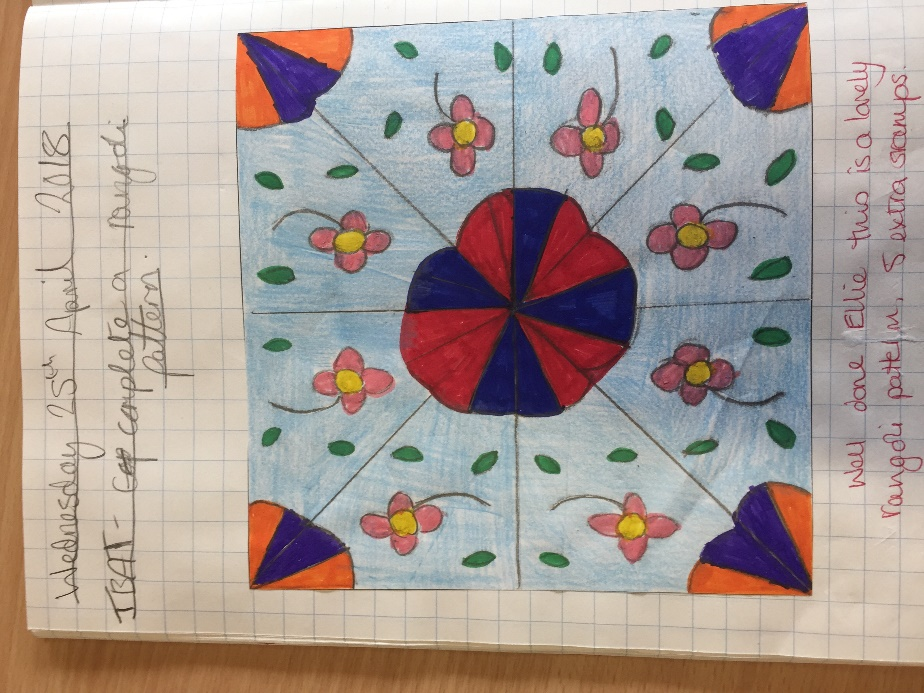 Wednesday 25th April 2018.
IBAT - complete a rangoli
pattern.
Well done Ellie this is a lovely
rangoli pattern, 5 extra stamps.